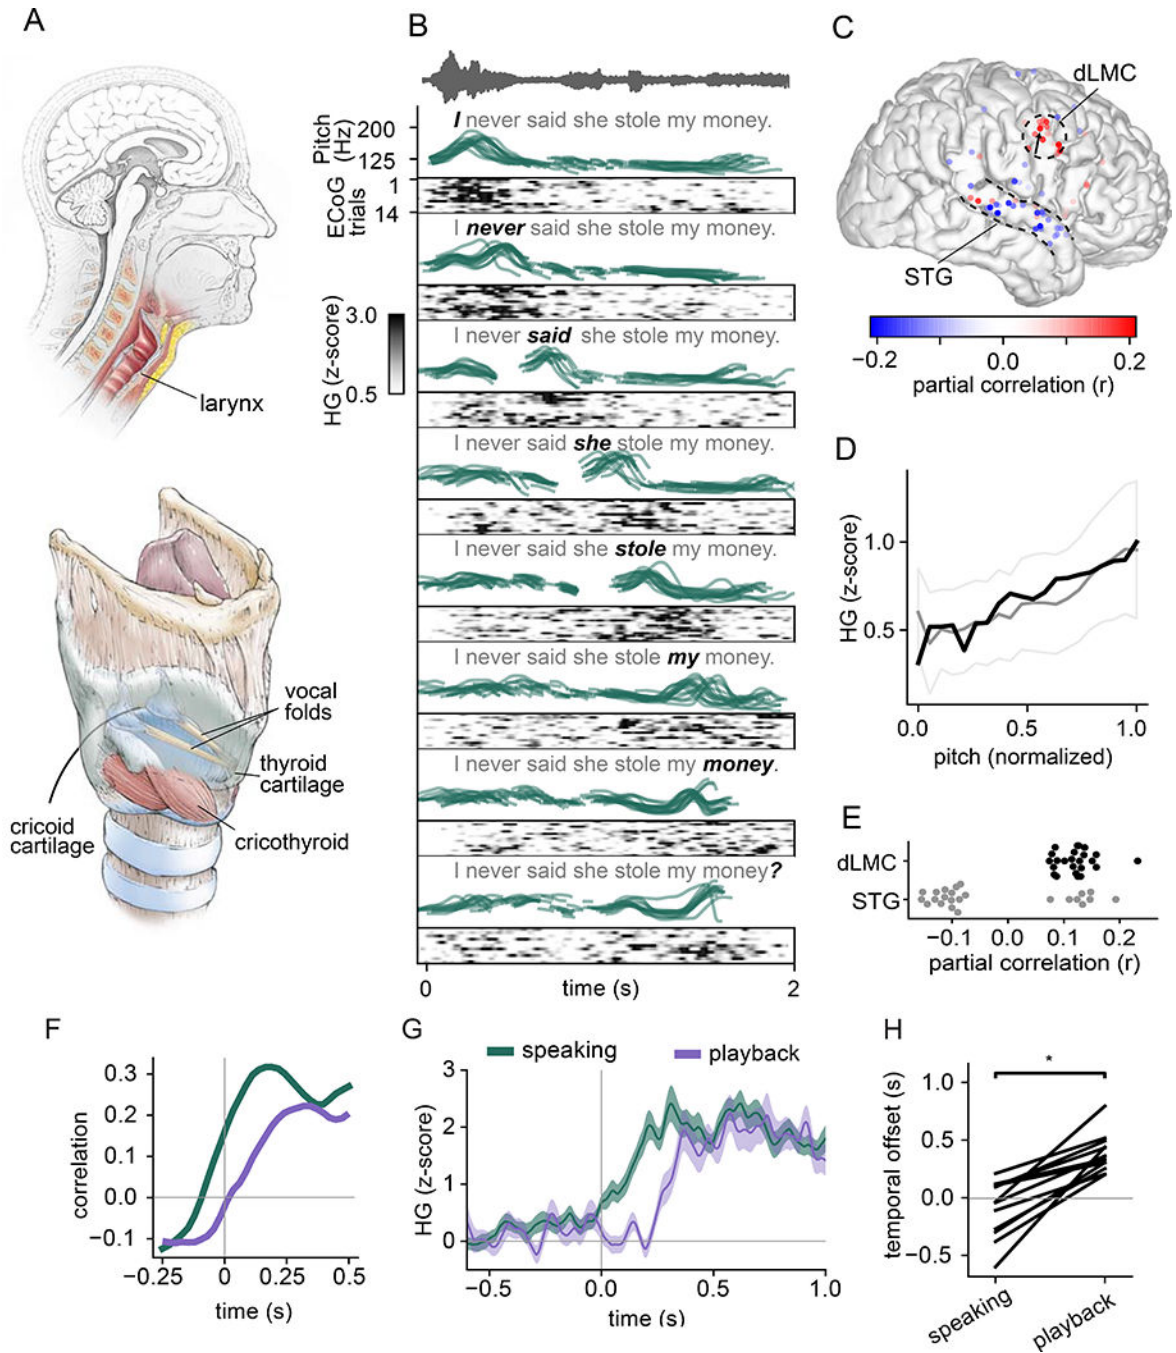 A
larynx
vocal
folds
thyroid
cartilage
cricoid
cartilage
cricothyroid
B
I never said she stole my money.
Pitch
(Hz)
200
125
ECoG
trials
1
14
I never said she stole my money.
HG (z-score)
3.0
0.5
I never said she stole my money.
I never said she stole my money.
I never said she stole my money.
I never said she stole my money.
I never said she stole my money.
I never said she stole my money?
0
2
time (s)
C
dLMC
STG
−0.2
0.0
0.2
partial correlation (r)
D
HG (z-score)
1.0
0.5
0.0
0.5
1.0
pitch (normalized)
E
dLMC
STG
−0.1
0.0
0.1
0.2
partial correlation (r)
F
correlation
0.3
0.2
0.1
0.0
−0.1
−0.25
0
0.25
0.5
time (s)
G
speaking
playback
HG (z-score)
3
2
1
0
−0.5
0.0
0.5
1.0
time (s)
H
*
temporal offset (s)
1.0
0.5
0.0
−0.5
speaking
playback